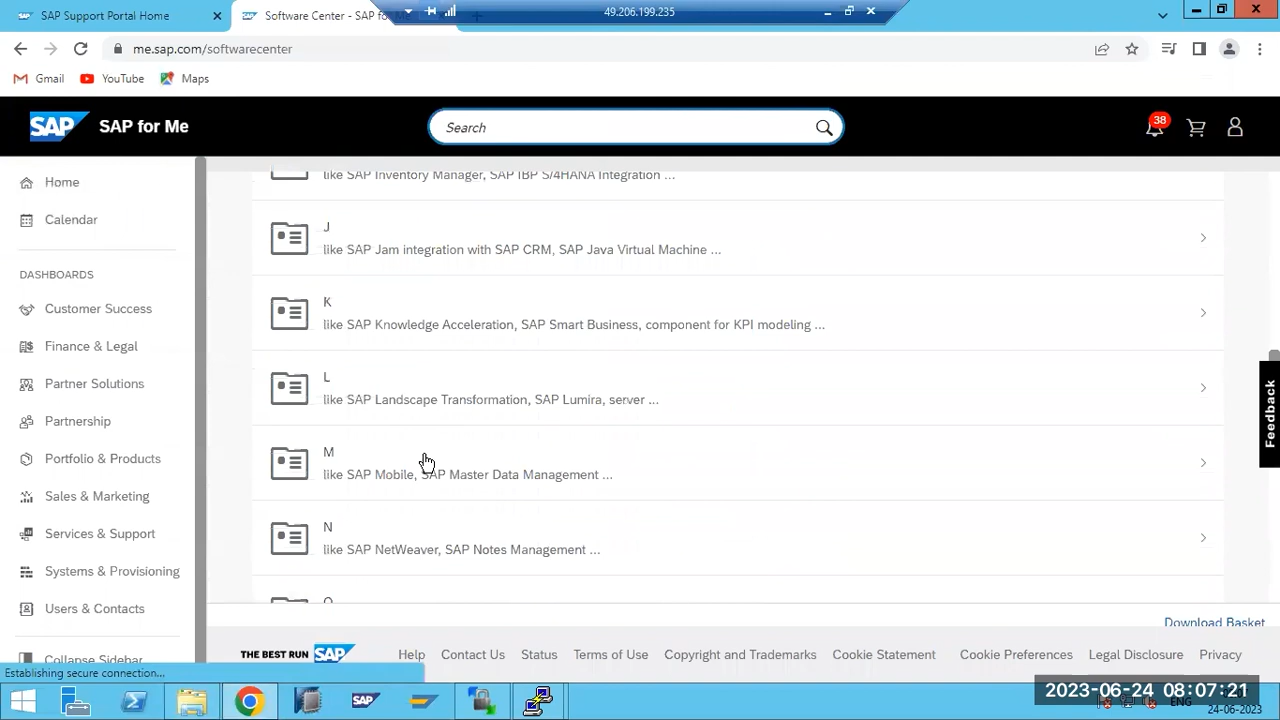 SAP Support Portal Home
Software Center - SAP for Me
49.206.199.235
me.sap.com/softwarecenter
Gmail
YouTube
Maps
SAP
SAP for Me
Search
38
Home
Calendar
DASHBOARDS
Customer Success
Finance & Legal
Partner Solutions
Partnership
Portfolio & Products
Sales & Marketing
Services & Support
Systems & Provisioning
Users & Contacts
Collapse Sidebar
like SAP Inventory Manager, SAP IBP S/4HANA Integration ...
J
like SAP Jam integration with SAP CRM, SAP Java Virtual Machine ...
K
like SAP Knowledge Acceleration, SAP Smart Business, component for KPI modeling ...
L
like SAP Landscape Transformation, SAP Lumira, server ...
M
like SAP Mobile, SAP Master Data Management ...
N
like SAP NetWeaver, SAP Notes Management ...
Feedback
Download Basket
THE BEST RUN SAP
Help
Contact Us
Status
Terms of Use
Copyright and Trademarks
Cookie Statement
Cookie Preferences
Legal Disclosure
Privacy
Establishing secure connection...
SAP
2023-06-24 08:07:21
ENG
24-06-2023